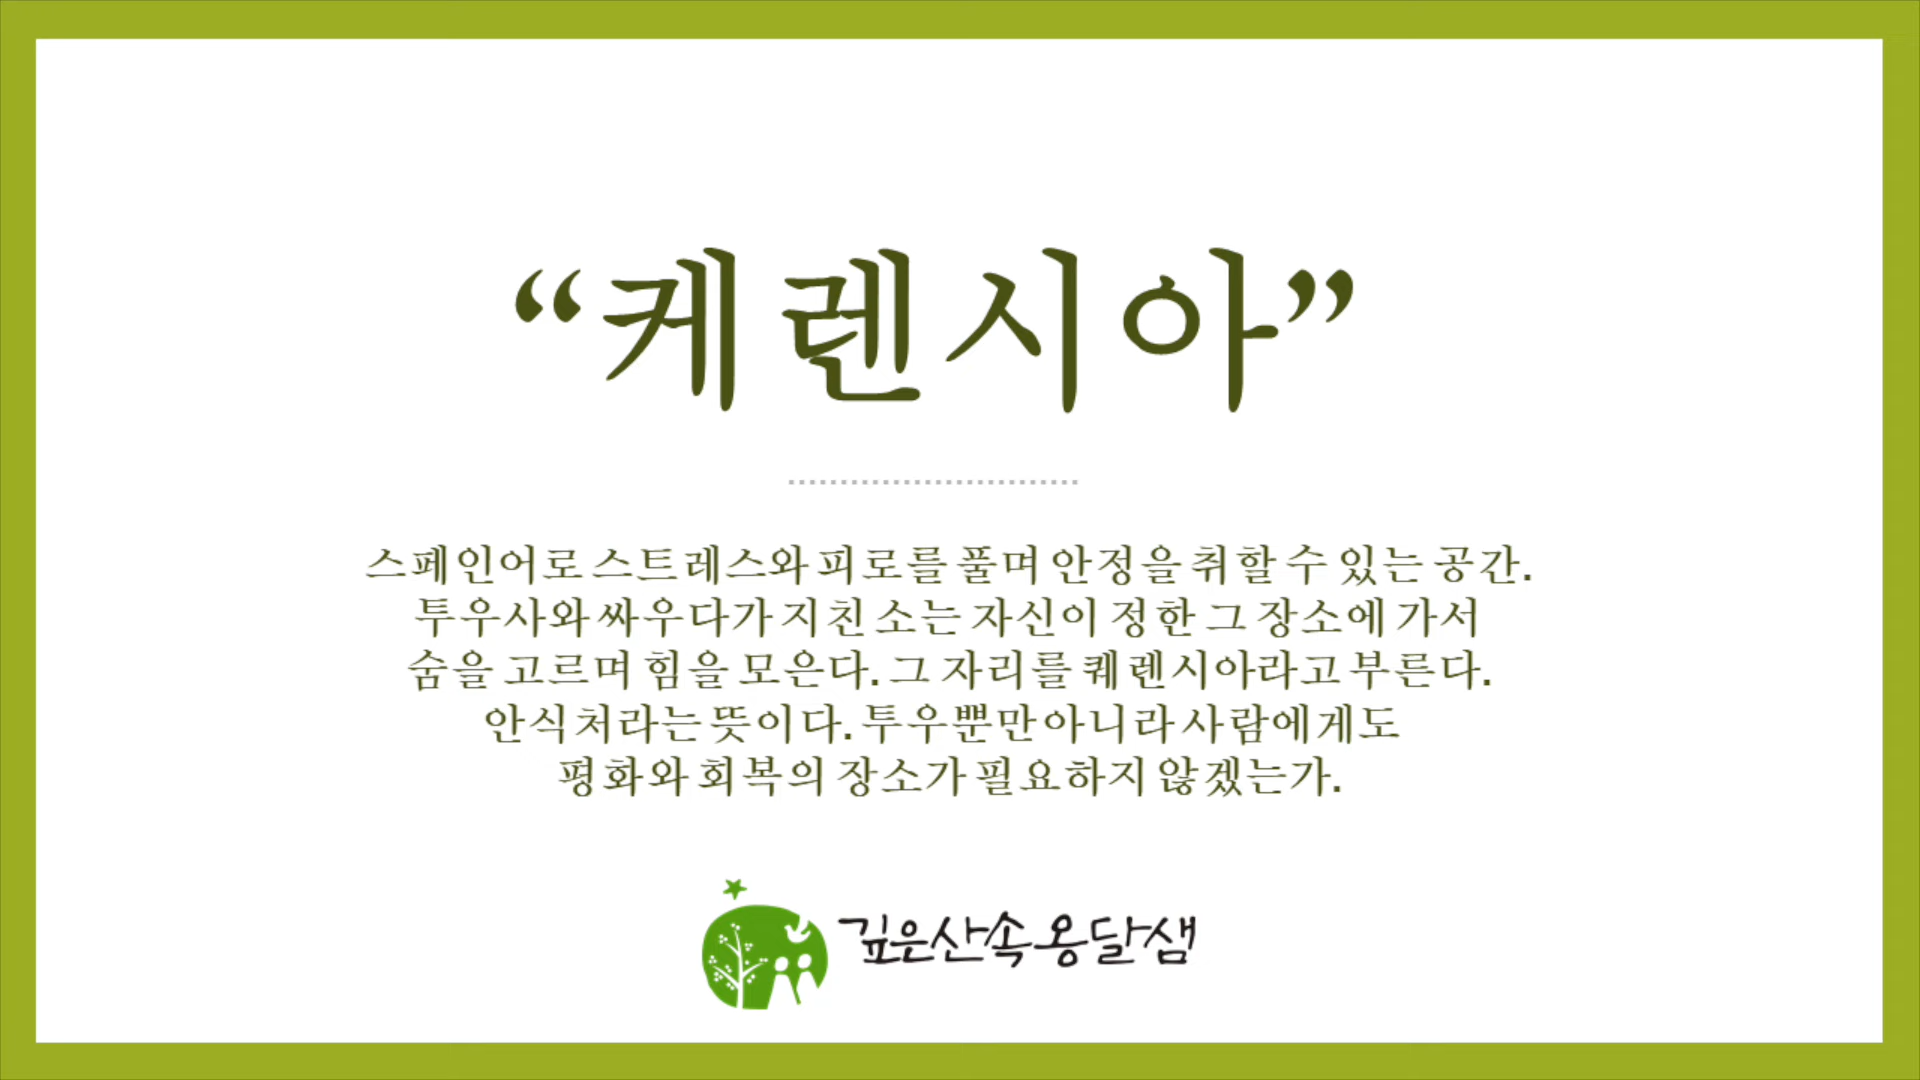 “케렌시아”
스페인어로 스트레스와 피로를 풀며 안정을 취할 수 있는 공간.
투우사와 싸우다가 지친 소는 자신이 정한 그 장소에 가서
숨을 고르며 힘을 모은다. 그 자리를 퀘렌시아라고 부른다.
안식처라는 뜻이다. 투우뿐만 아니라 사람에게도
평화와 회복의 장소가 필요하지 않겠는가.
깊은산속옹달샘